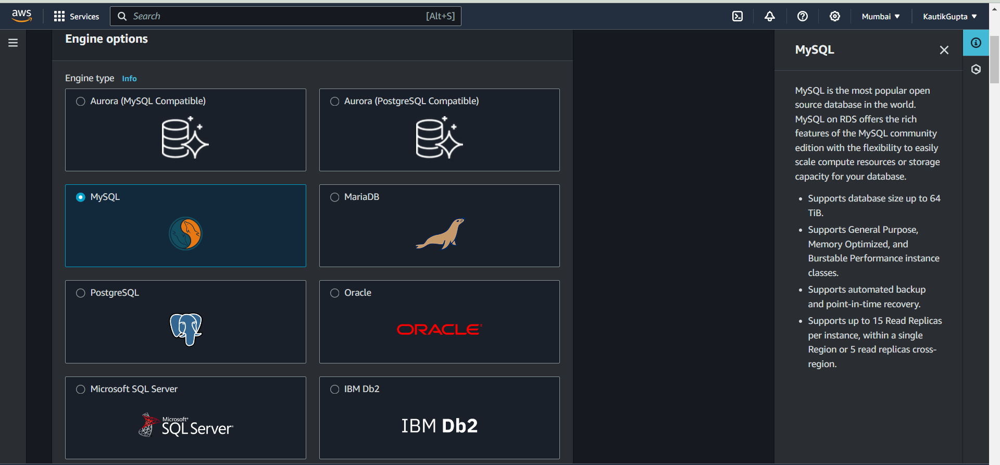 aws
Services
Search
[Alt+S]
Mumbai
KautikGupta
Engine options
Engine type Info
Aurora (MySQL Compatible)
Aurora (PostgreSQL Compatible)
MySQL
MariaDB
PostgreSQL
Oracle
ORACLE®
Microsoft SQL Server
Microsoft®
SQL Server®
IBM Db2
IBM Db2
MySQL
MySQL is the most popular open
source database in the world.
MySQL on RDS offers the rich
features of the MySQL community
edition with the flexibility to easily
scale compute resources or storage
capacity for your database.
• Supports database size up to 64
TiB.
• Supports General Purpose,
Memory Optimized, and
Burstable Performance instance
classes.
• Supports automated backup
and point-in-time recovery.
• Supports up to 15 Read Replicas
per instance, within a single
Region or 5 read replicas cross-
region.